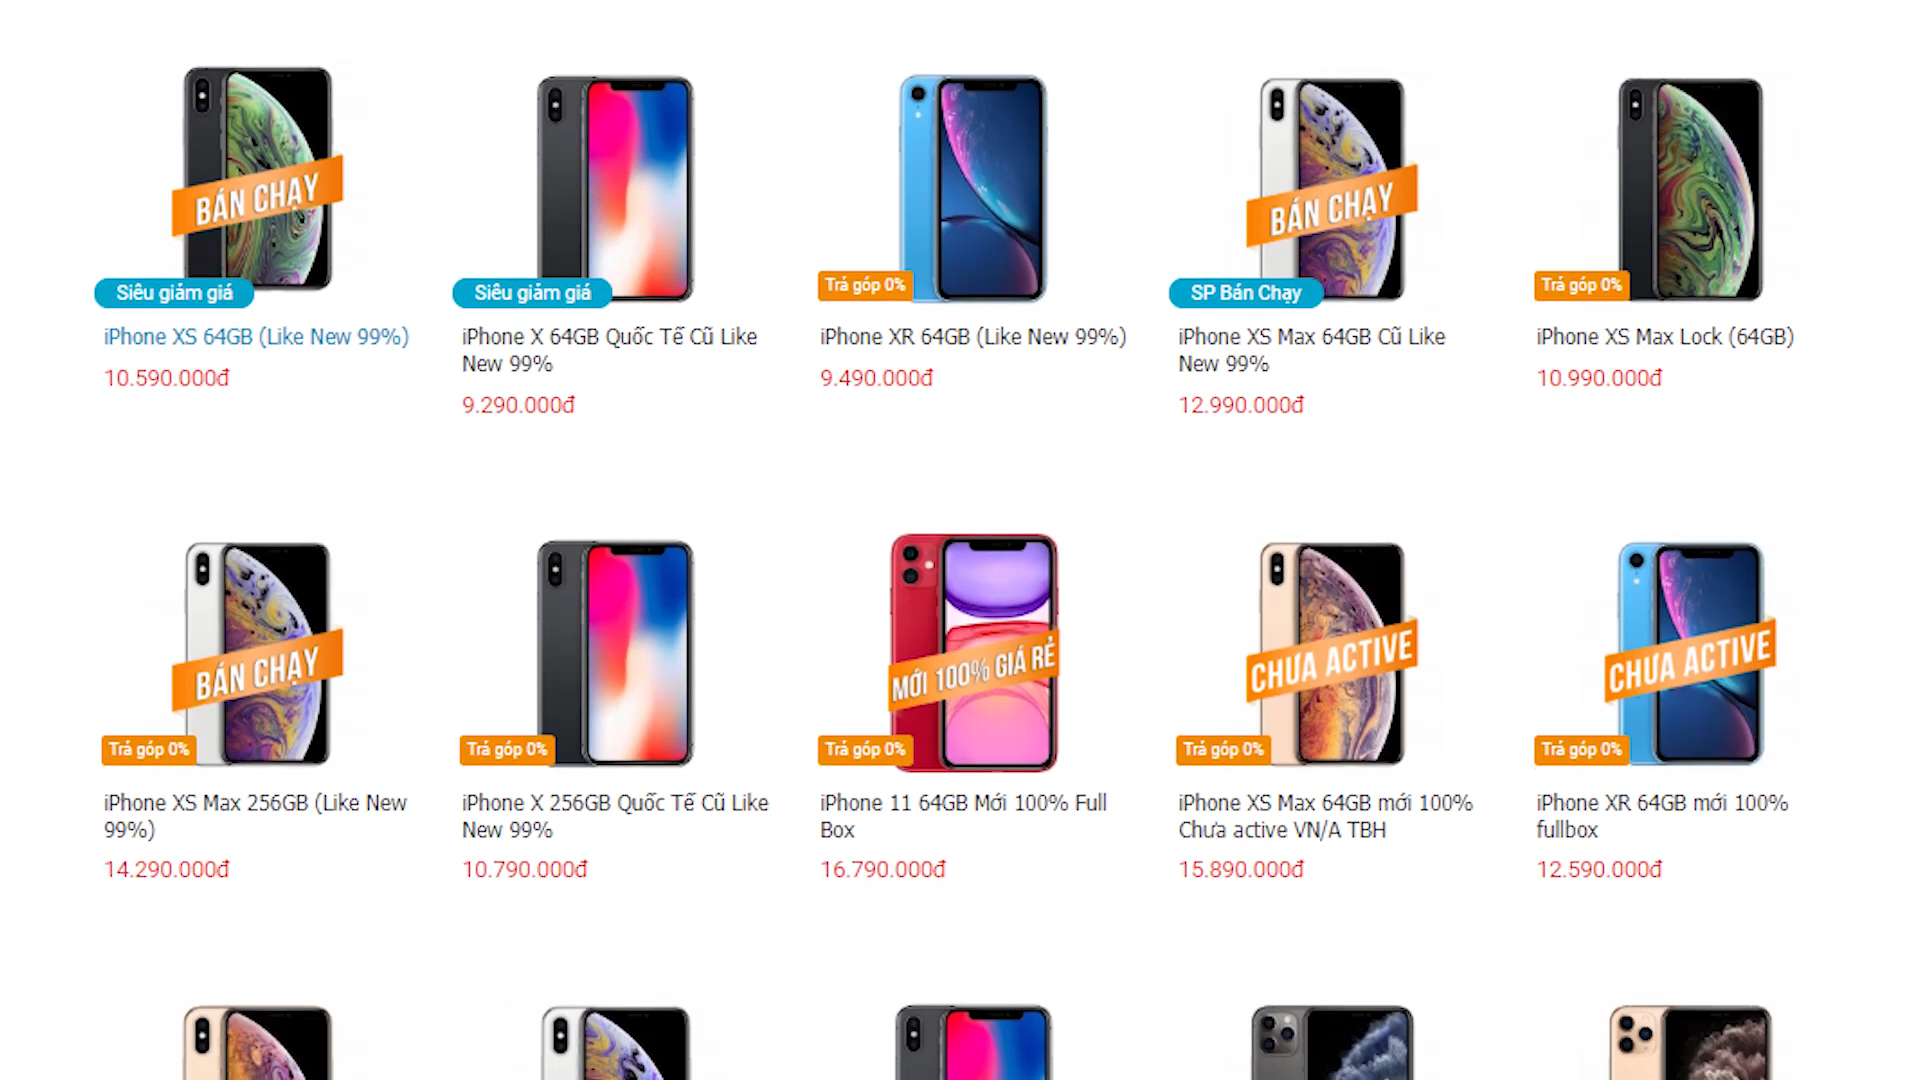 BÁN CHẠY
Siêu giảm giá
iPhone XS 64GB (Like New 99%)
10.590.000đ
Siêu giảm giá
iPhone X 64GB Quốc Tế Cũ Like
New 99%
9.290.000đ
Trả góp 0%
iPhone XR 64GB (Like New 99%)
9.490.000đ
BÁN CHẠY
SP Bán Chạy
iPhone XS Max 64GB Cũ Like
New 99%
12.990.000đ
Trả góp 0%
iPhone XS Max Lock (64GB)
10.990.000đ
BÁN CHẠY
Trả góp 0%
iPhone XS Max 256GB (Like New
99%)
14.290.000đ
Trả góp 0%
iPhone X 256GB Quốc Tế Cũ Like
New 99%
10.790.000đ
MỚI 100% GIÁ RẺ
Trả góp 0%
iPhone 11 64GB Mới 100% Full
Box
16.790.000đ
CHƯA ACTIVE
Trả góp 0%
iPhone XS Max 64GB mới 100%
Chưa active VN/A TBH
15.890.000đ
CHƯA ACTIVE
Trả góp 0%
iPhone XR 64GB mới 100%
fullbox
12.590.000đ